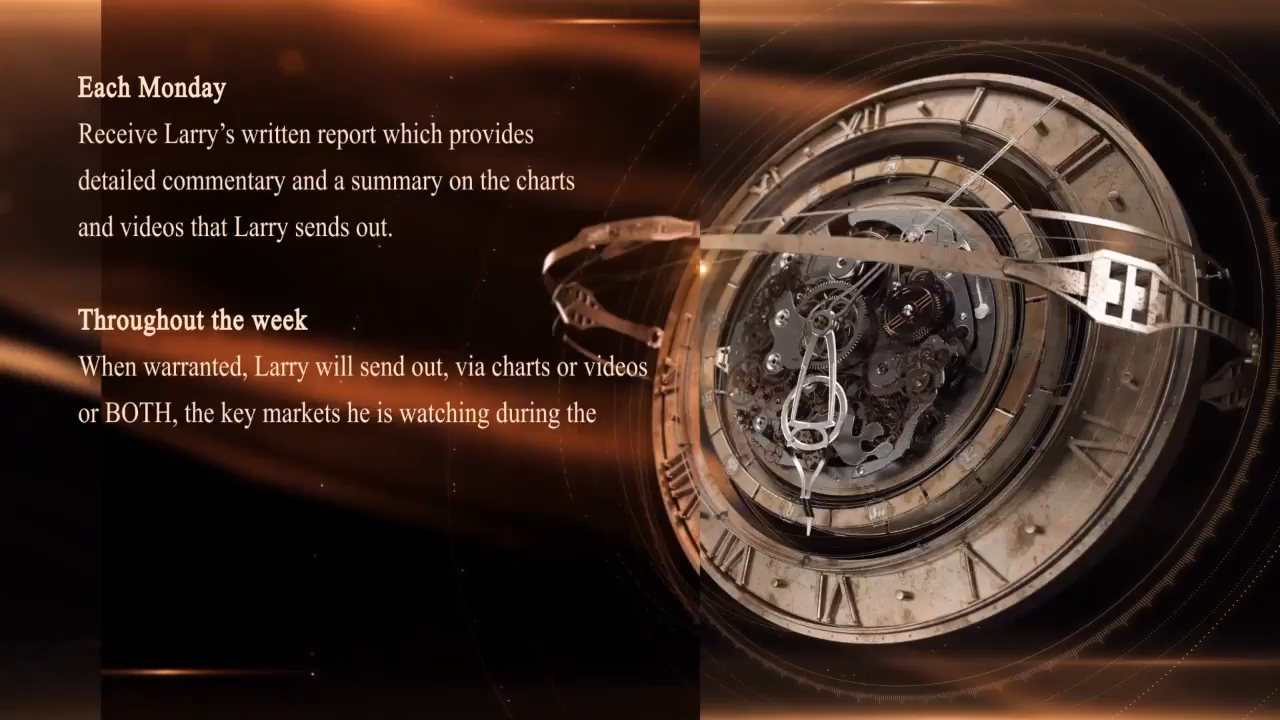 Each Monday
Receive Larry’s written report which provides
detailed commentary and a summary on the charts
and videos that Larry sends out.
Throughout the week
When warranted, Larry will send out, via charts or videos
or BOTH, the key markets he is watching during the